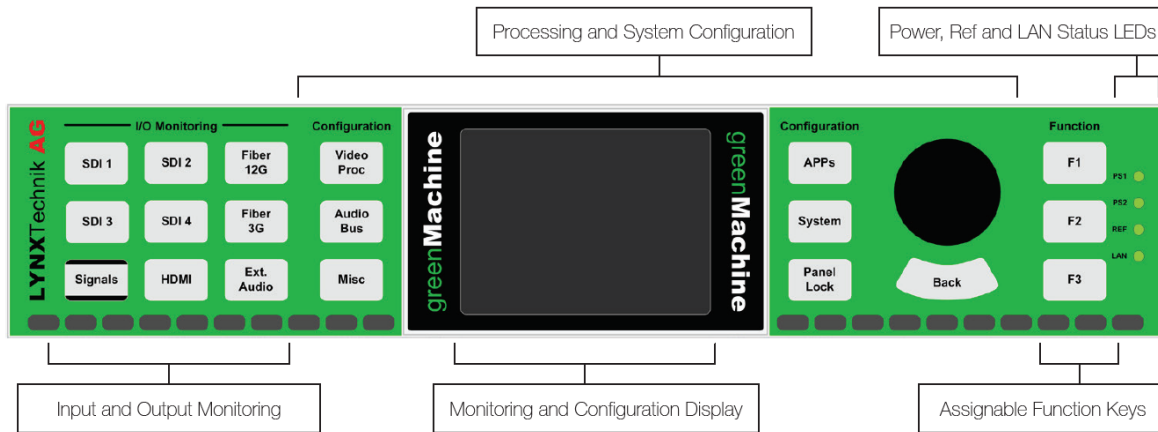 Processing and System Configuration
Power, Ref and LAN Status LEDs
LYNXTechnik AG
I/O Monitoring
Configuration
SDI 1
SDI 2
Fiber
12G
Video
Proc
SDI 3
SDI 4
Fiber
3G
Audio
Bus
Signals
HDMI
Ext.
Audio
Misc
greenMachine
greenMachine
Configuration
Function
APPs
F1
System
F2
Panel
Lock
Back
F3
PS1
PS2
REF
LAN
Input and Output Monitoring
Monitoring and Configuration Display
Assignable Function Keys